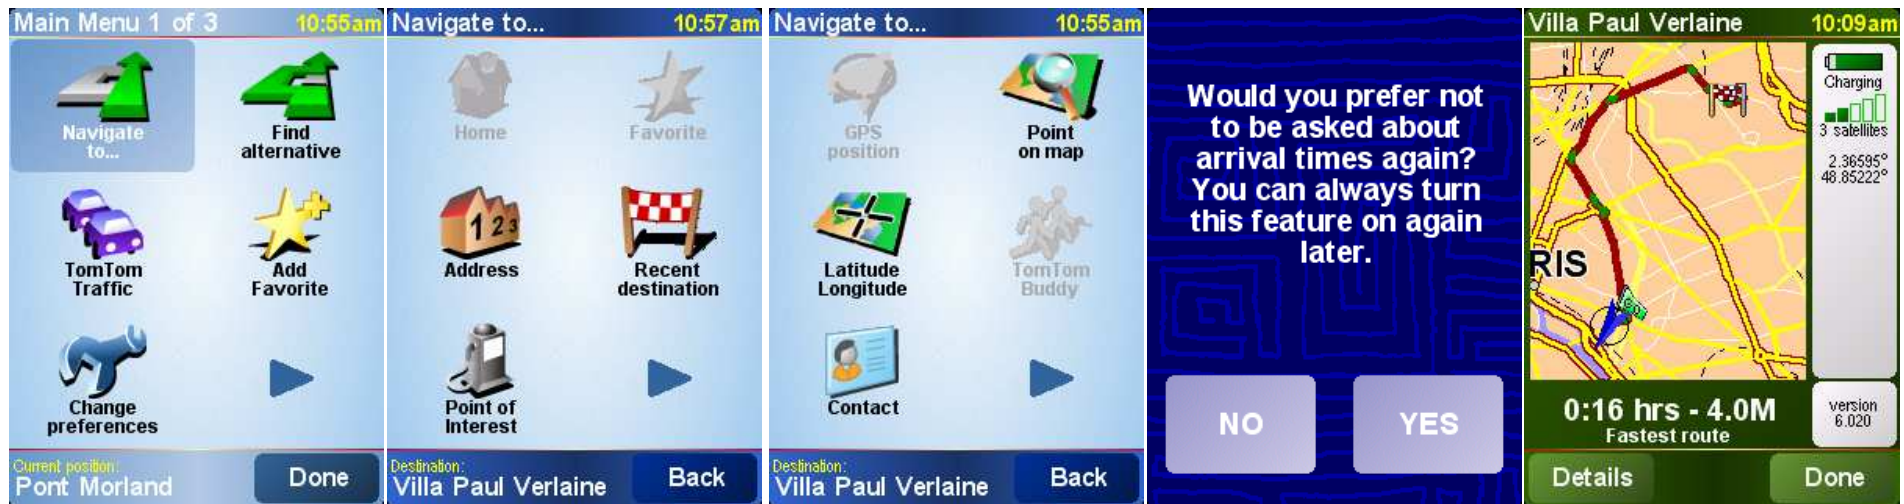 Main Menu 1 of 3 10:55am
Navigate
to...
Find
alternative
TomTom
Traffic
Add
Favorite
Change
preferences
Current position:
Pont Morland
Done
Navigate to... 10:57am
Home
Favorite
Address
1 2 3
Recent
destination
Point of
Interest
Destination:
Villa Paul Verlaine
Back
Navigate to... 10:55am
GPS
position
Point
on map
Latitude
Longitude
TomTom
Buddy
Contact
Destination:
Villa Paul Verlaine
Back
Would you prefer not
to be asked about
arrival times again?
You can always turn
this feature on again
later.
NO
YES
Villa Paul Verlaine 10:09am
Charging
3 satellites
2.36595°
48.85222°
RIS
0:16 hrs - 4.0M
Fastest route
version
6.020
Details
Done